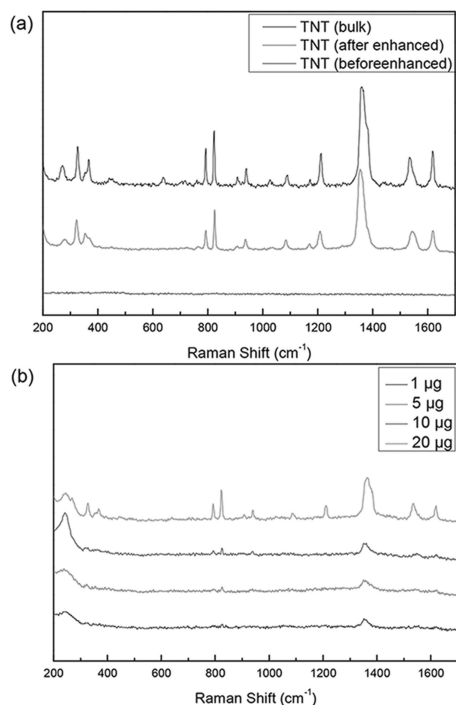 (a)
TNT (bulk)
TNT (after enhanced)
TNT (beforeenhanced)
200 400 600 800 1000 1200 1400 1600
Raman Shift (cm-1)
(b)
1 µg
5 µg
10 µg
20 µg
200 400 600 800 1000 1200 1400 1600
Raman Shift (cm-1)